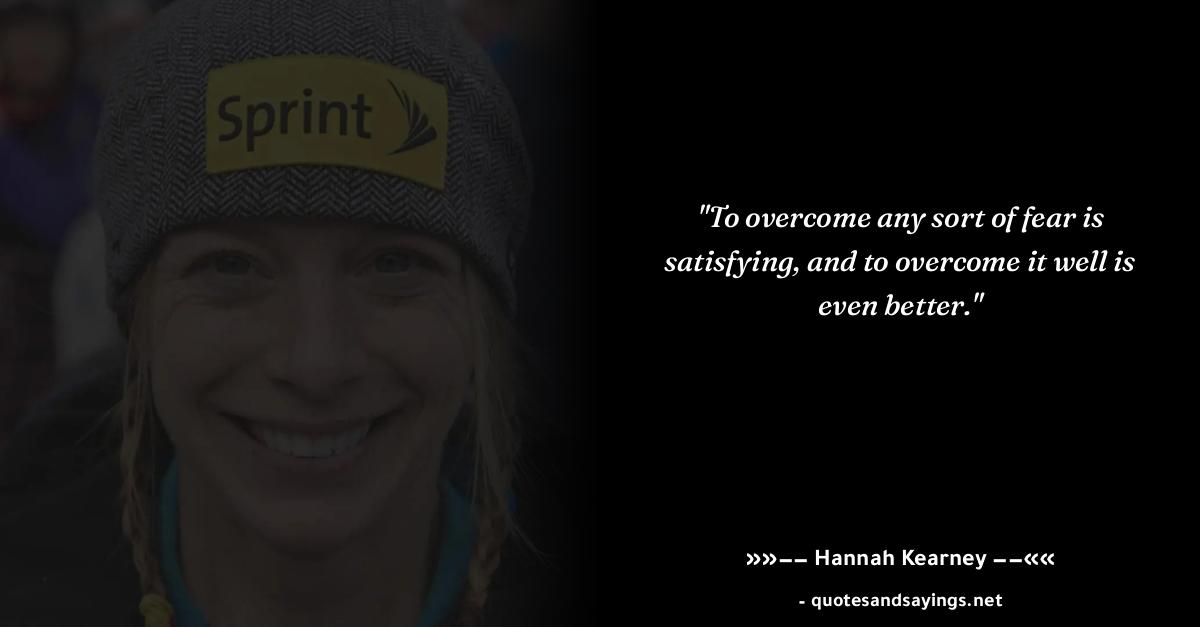 Sprint
"To overcome any sort of fear is
satisfying, and to overcome it well is
even better."
»»−− Hannah Kearney −−««
- quotesandsayings.net